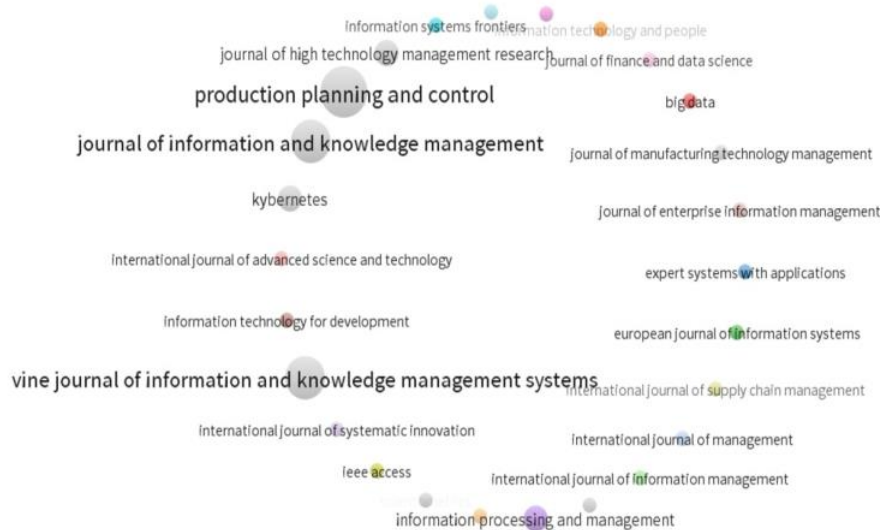 information systems frontiers
information technology and people
journal of high technology management research
journal of finance and data science
production planning and control
big data
journal of information and knowledge management
journal of manufacturing technology management
kybernetes
journal of enterprise information management
international journal of advanced science and technology
expert systems with applications
information technology for development
european journal of information systems
vine journal of information and knowledge management systems
international journal of supply chain management
international journal of systematic innovation
international journal of management
ieee access
international journal of information management
information processing and management